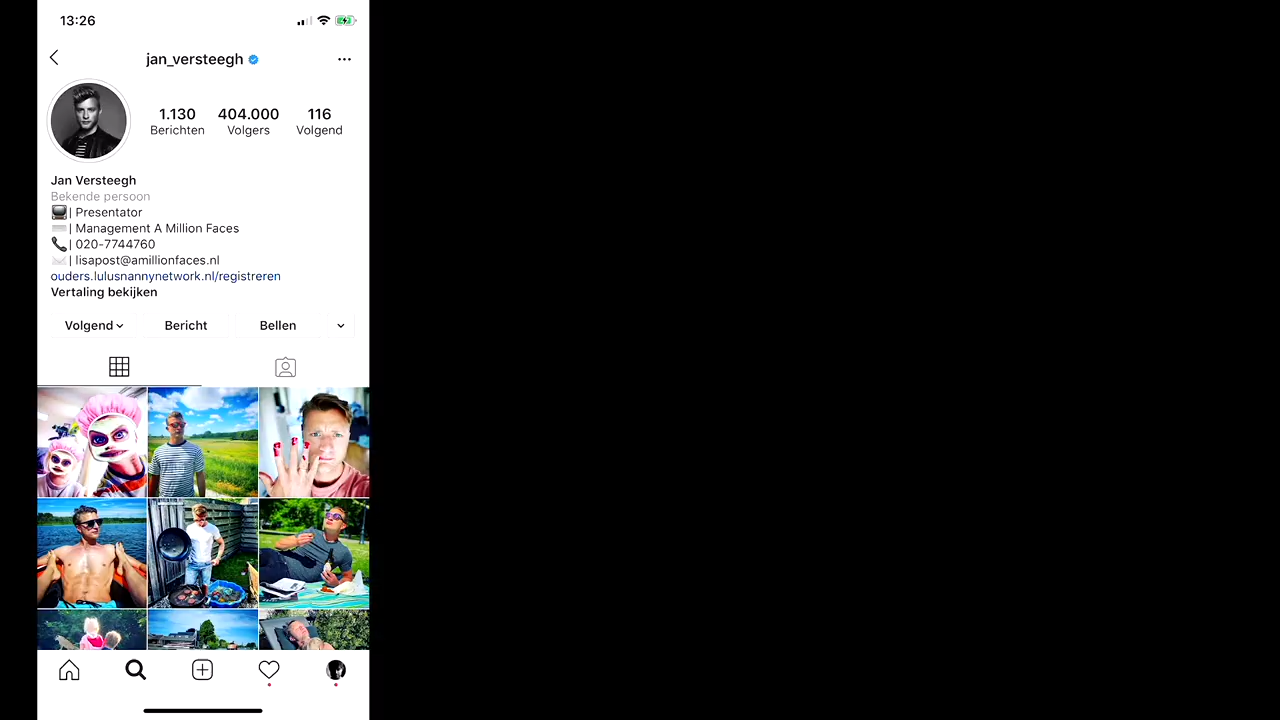 13:26
jan_versteegh
1.130 404.000 116
Berichten Volgers Volgend
Jan Versteegh
Bekende persoon
| Presentator
| Management A Million Faces
| 020-7744760
| lisapost@amillionfaces.nl
ouders.lulusnannynetwork.nl/registreren
Vertaling bekijken
Volgend Bericht Bellen